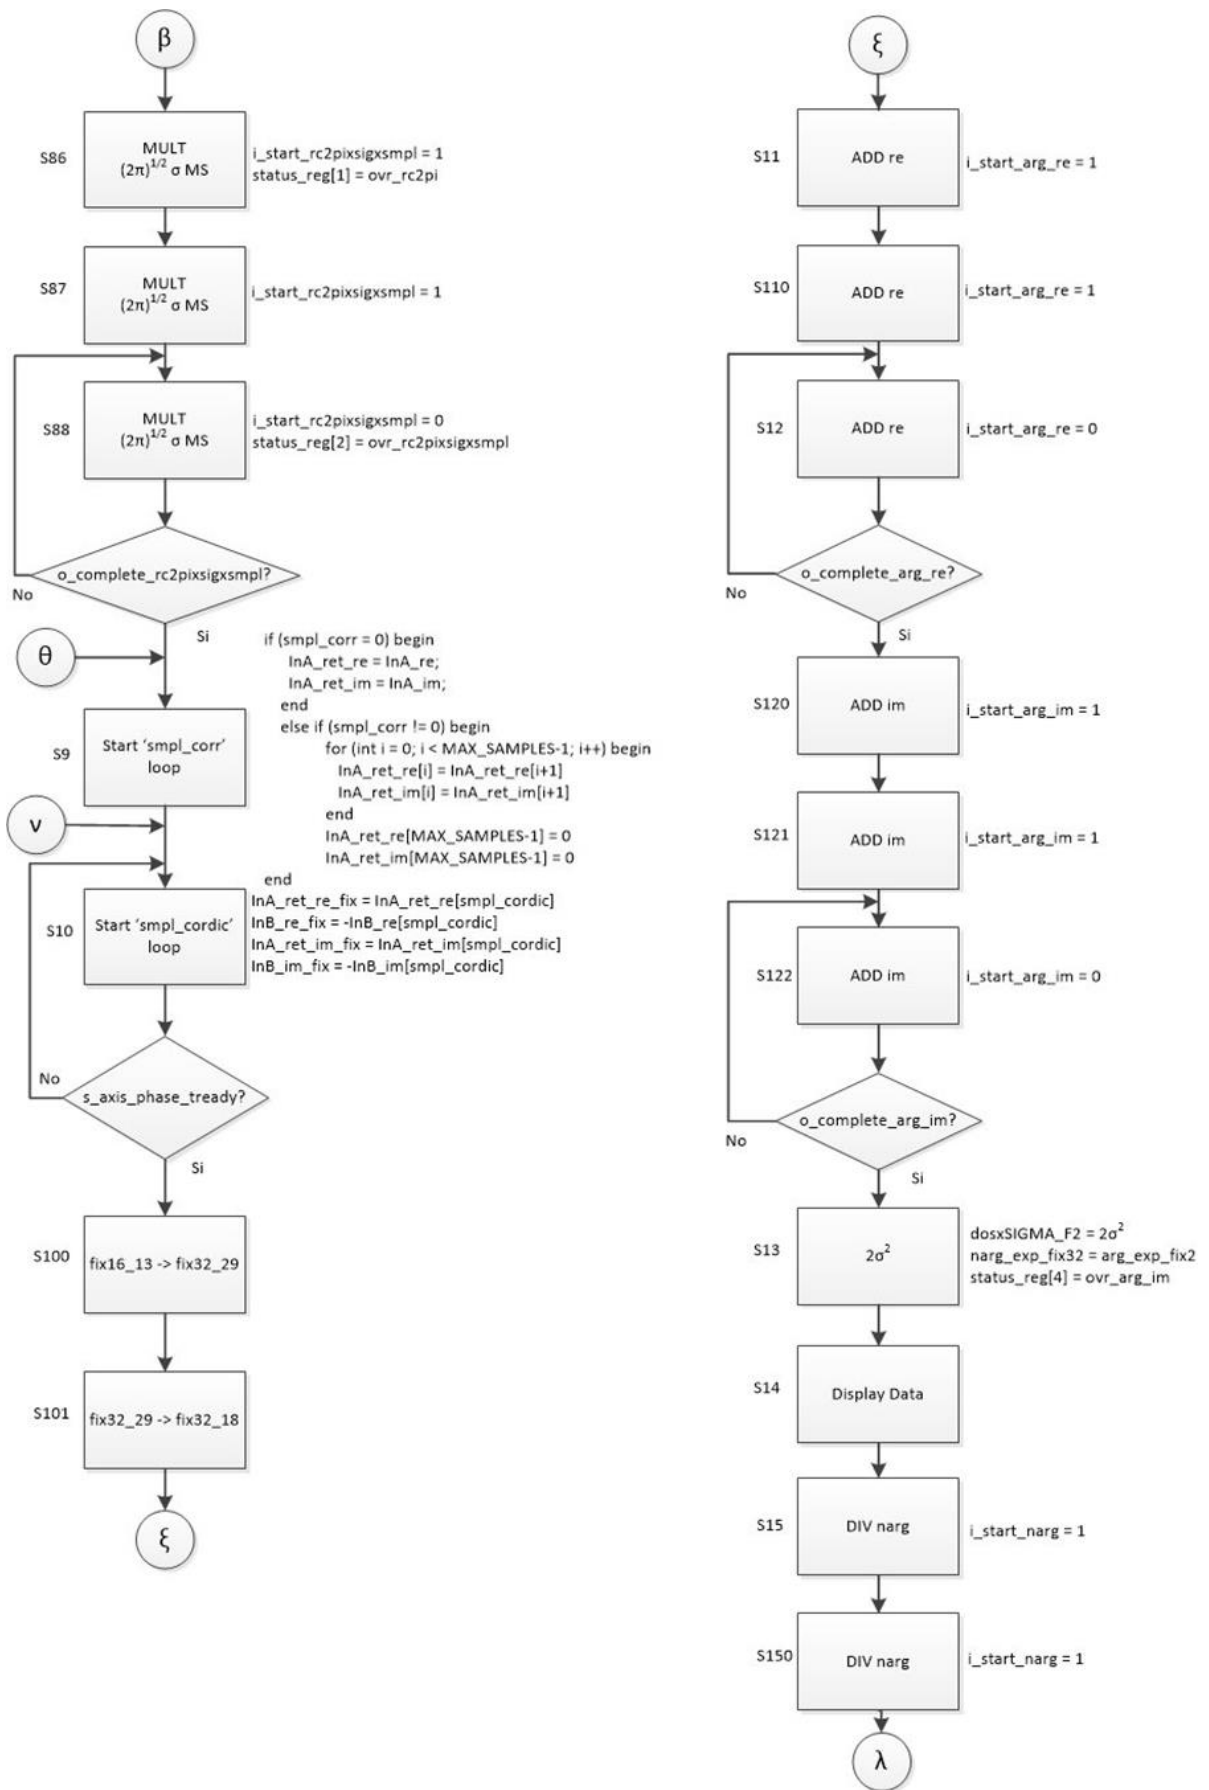 β
S86
MULT
(2π)^1/2 σ MS
i_start_rc2pixsigxsmpl = 1
status_reg[1] = ovr_rc2pi
S87
MULT
(2π)^1/2 σ MS
i_start_rc2pixsigxsmpl = 1
S88
MULT
(2π)^1/2 σ MS
i_start_rc2pixsigxsmpl = 0
status_reg[2] = ovr_rc2pixsigxsmpl
o_complete_rc2pixsigxsmpl?
No
Si
θ
if (smpl_corr = 0) begin
InA_ret_re = InA_re;
InA_ret_im = InA_im;
end
else if (smpl_corr != 0) begin
for (int i = 0; i < MAX_SAMPLES-1; i++) begin
InA_ret_re[i] = InA_ret_re[i+1]
InA_ret_im[i] = InA_ret_im[i+1]
end
InA_ret_re[MAX_SAMPLES-1] = 0
InA_ret_im[MAX_SAMPLES-1] = 0
end
S9
Start 'smpl_corr'
loop
ν
S10
Start 'smpl_cordic'
loop
InA_ret_re_fix = InA_ret_re[smpl_cordic]
InB_re_fix = -InB_re[smpl_cordic]
InA_ret_im_fix = InA_ret_im[smpl_cordic]
InB_im_fix = -InB_im[smpl_cordic]
No
s_axis_phase_tready?
Si
S100
fix16_13 -> fix32_29
S101
fix32_29 -> fix32_18
ξ
ξ
S11
ADD re
i_start_arg_re = 1
S110
ADD re
i_start_arg_re = 1
S12
ADD re
i_start_arg_re = 0
o_complete_arg_re?
No
Si
S120
ADD im
i_start_arg_im = 1
S121
ADD im
i_start_arg_im = 1
S122
ADD im
i_start_arg_im = 0
o_complete_arg_im?
No
Si
S13
2σ²
dosxSIGMA_F2 = 2σ²
narg_exp_fix32 = arg_exp_fix2
status_reg[4] = ovr_arg_im
S14
Display Data
S15
DIV narg
i_start_narg = 1
S150
DIV narg
i_start_narg = 1
λ